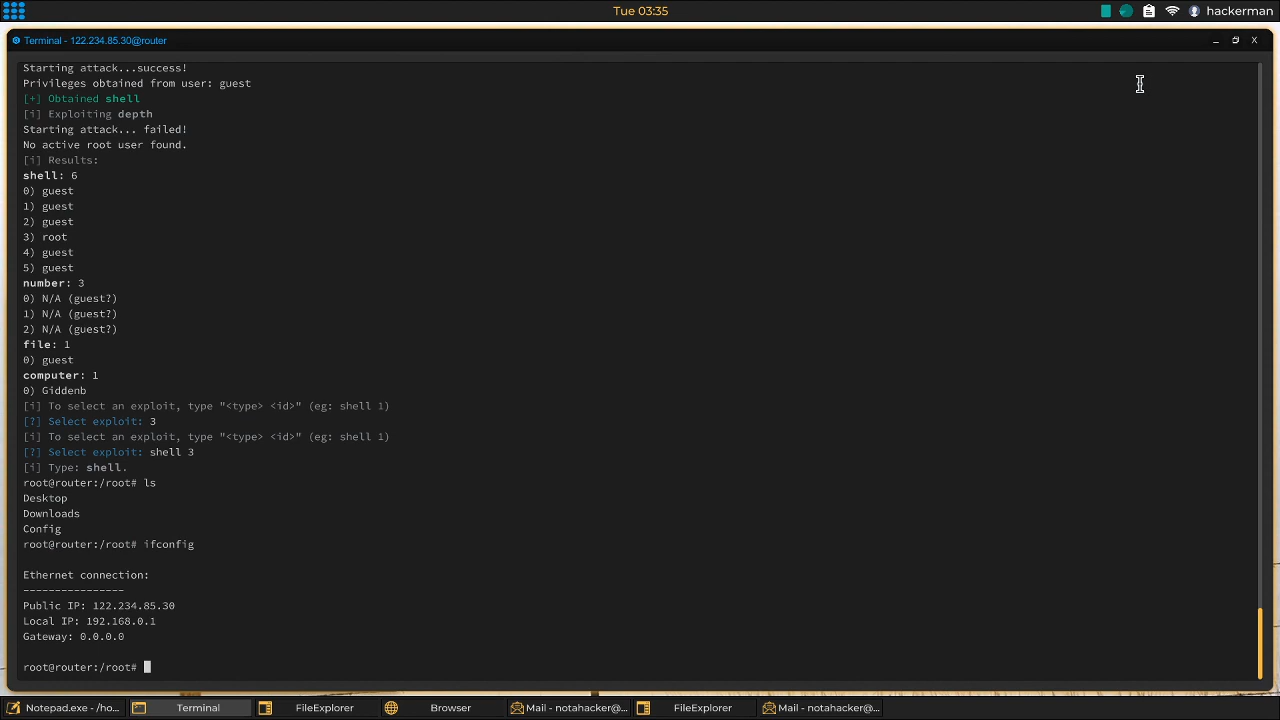 Tue 03:35
hackerman
Terminal - 122.234.85.30@router
Starting attack...success!
Privileges obtained from user: guest
[+] Obtained shell
[i] Exploiting depth
Starting attack... failed!
No active root user found.
[i] Results:
shell: 6
0) guest
1) guest
2) guest
3) root
4) guest
5) guest
number: 3
0) N/A (guest?)
1) N/A (guest?)
2) N/A (guest?)
file: 1
0) guest
computer: 1
0) Giddenb
[i] To select an exploit, type "<type> <id>" (eg: shell 1)
[?] Select exploit: 3
[i] To select an exploit, type "<type> <id>" (eg: shell 1)
[?] Select exploit: shell 3
[i] Type: shell.
root@router:/root# ls
Desktop
Downloads
Config
root@router:/root# ifconfig
Ethernet connection:
----------------
Public IP: 122.234.85.30
Local IP: 192.168.0.1
Gateway: 0.0.0.0
root@router:/root#
Notepad.exe - /ho... Terminal FileExplorer Browser Mail - notahacker@... FileExplorer Mail - notahacker@...